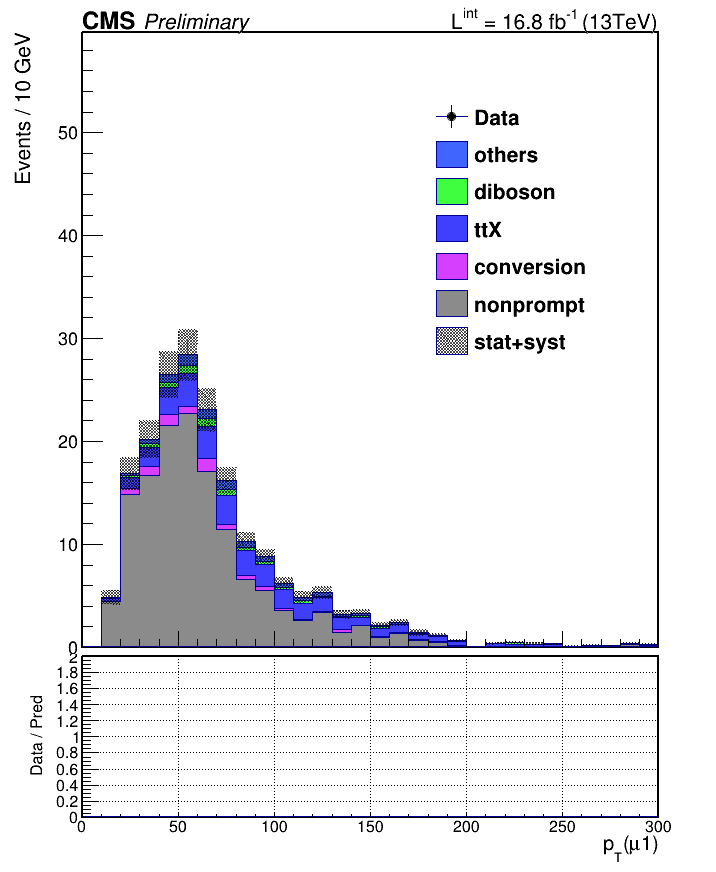 CMS Preliminary L^int = 16.8 fb^-1 (13TeV)
Events / 10 GeV
50
40
30
20
10
0
Data
others
diboson
ttX
conversion
nonprompt
stat+syst
Data / Pred
2
1.8
1.6
1.4
1.2
1
0.8
0.6
0.4
0.2
0
0 50 100 150 200 250 300
p_T(μ1)